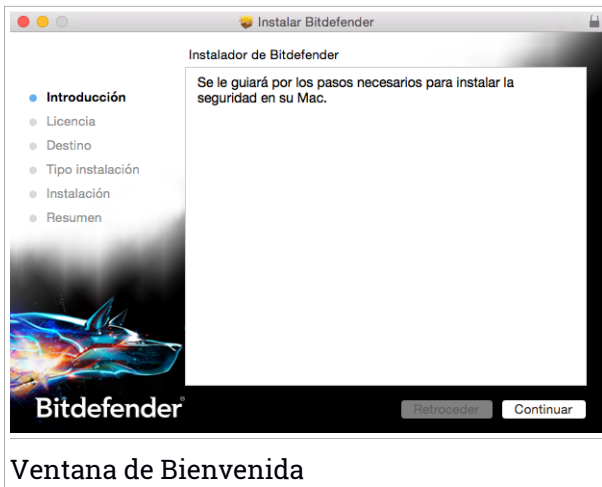 Instalar Bitdefender
Instalador de Bitdefender
Se le guiará por los pasos necesarios para instalar la
seguridad en su Mac.
Introducción
Licencia
Destino
Tipo instalación
Instalación
Resumen
Bitdefender
Retroceder
Continuar
Ventana de Bienvenida